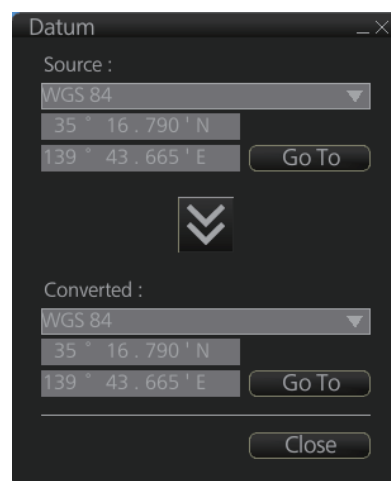 Datum
Source :
WGS 84
35 ° 16 . 790 ' N
139 ° 43 . 665 ' E
Go To
Converted :
WGS 84
35 ° 16 . 790 ' N
139 ° 43 . 665 ' E
Go To
Close